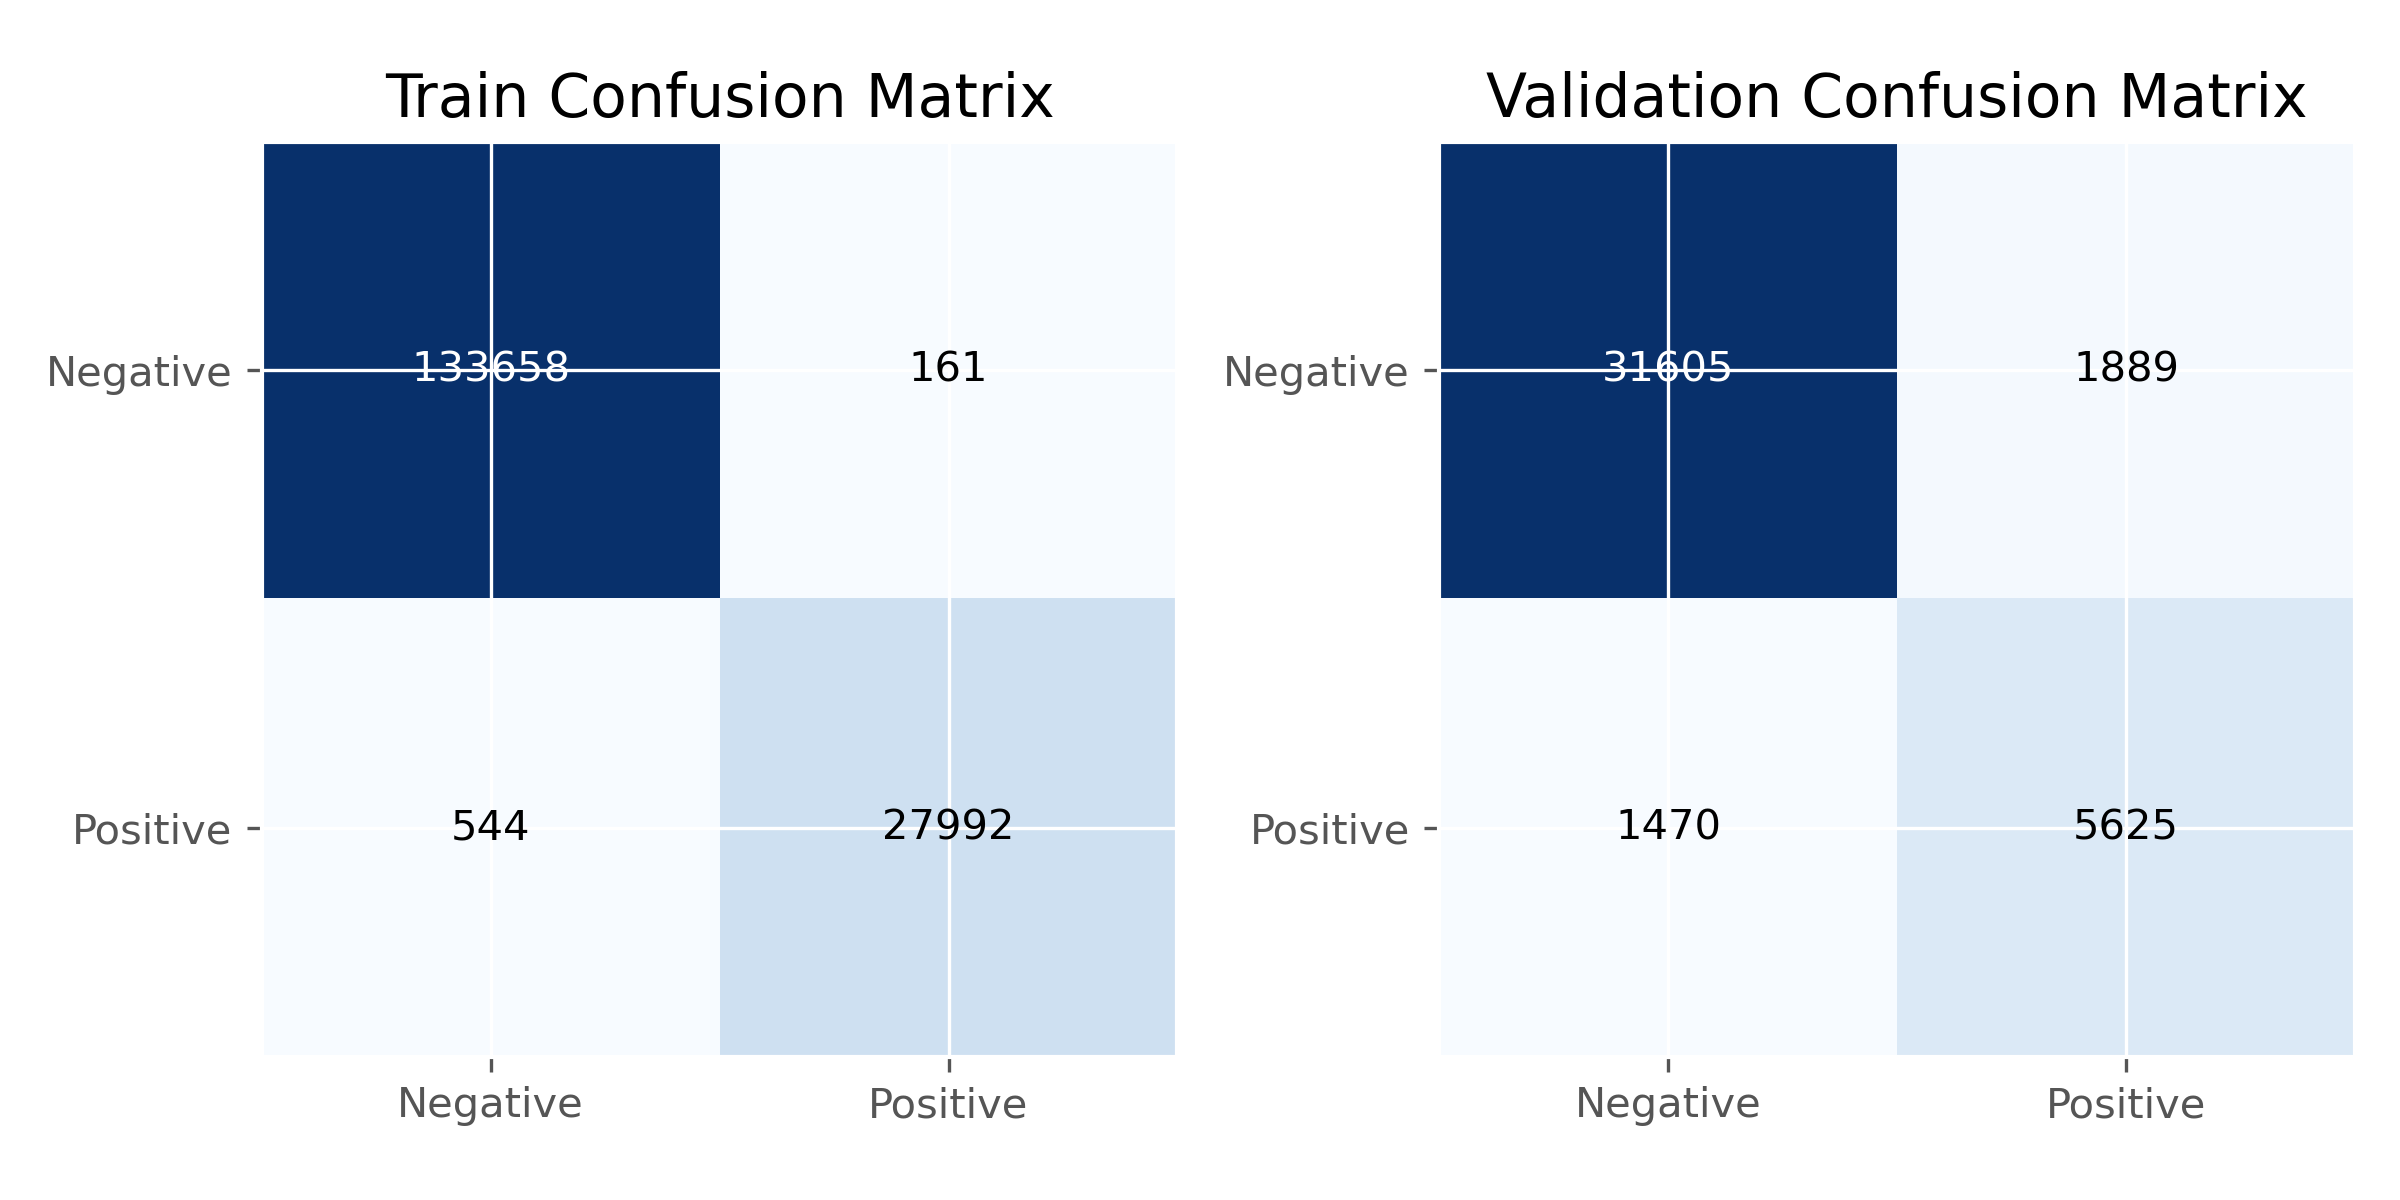 Train Confusion Matrix
Negative
133658
161
Positive
544
27992
Negative
Positive
Validation Confusion Matrix
Negative
31605
1889
Positive
1470
5625
Negative
Positive